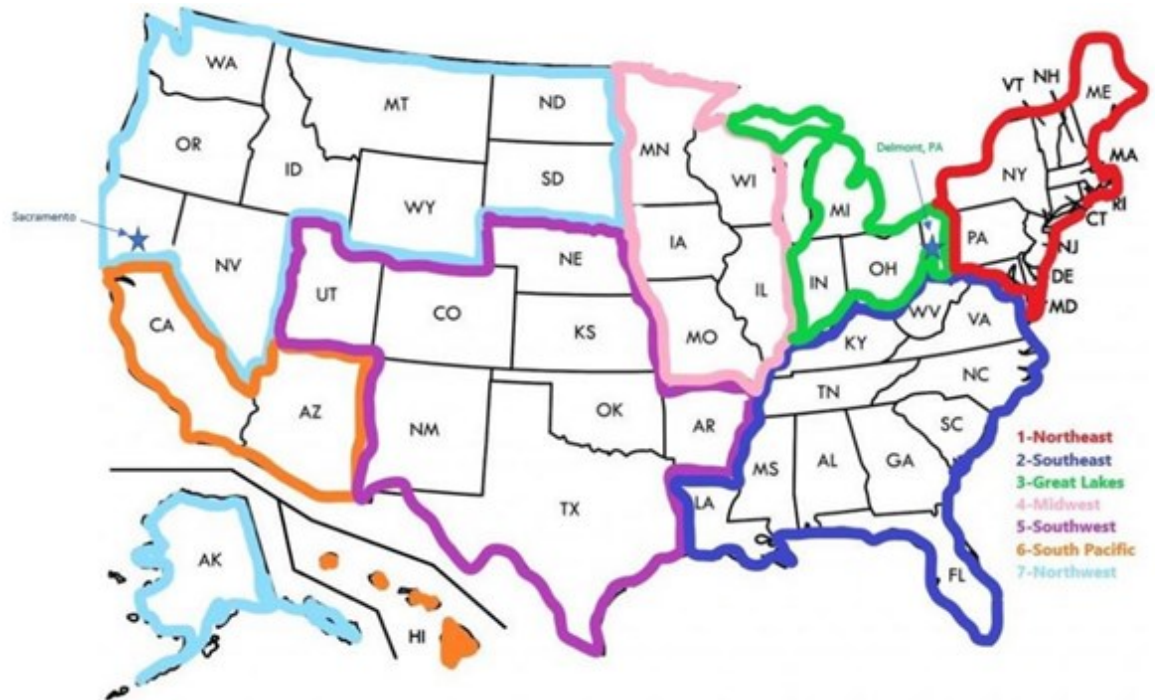 WA
MT
ND
VT
NH
ME
OR
ID
SD
MN
WI
Delmont, PA
NY
MA
WY
MI
RI
CT
Sacramento
NV
NE
IA
PA
NJ
IN
OH
DE
UT
CO
IL
MD
CA
KS
MO
KY
WV
VA
TN
NC
AZ
NM
OK
AR
SC
MS
AL
GA
LA
TX
1-Northeast
2-Southeast
3-Great Lakes
4-Midwest
5-Southwest
6-South Pacific
7-Northwest
AK
FL
HI